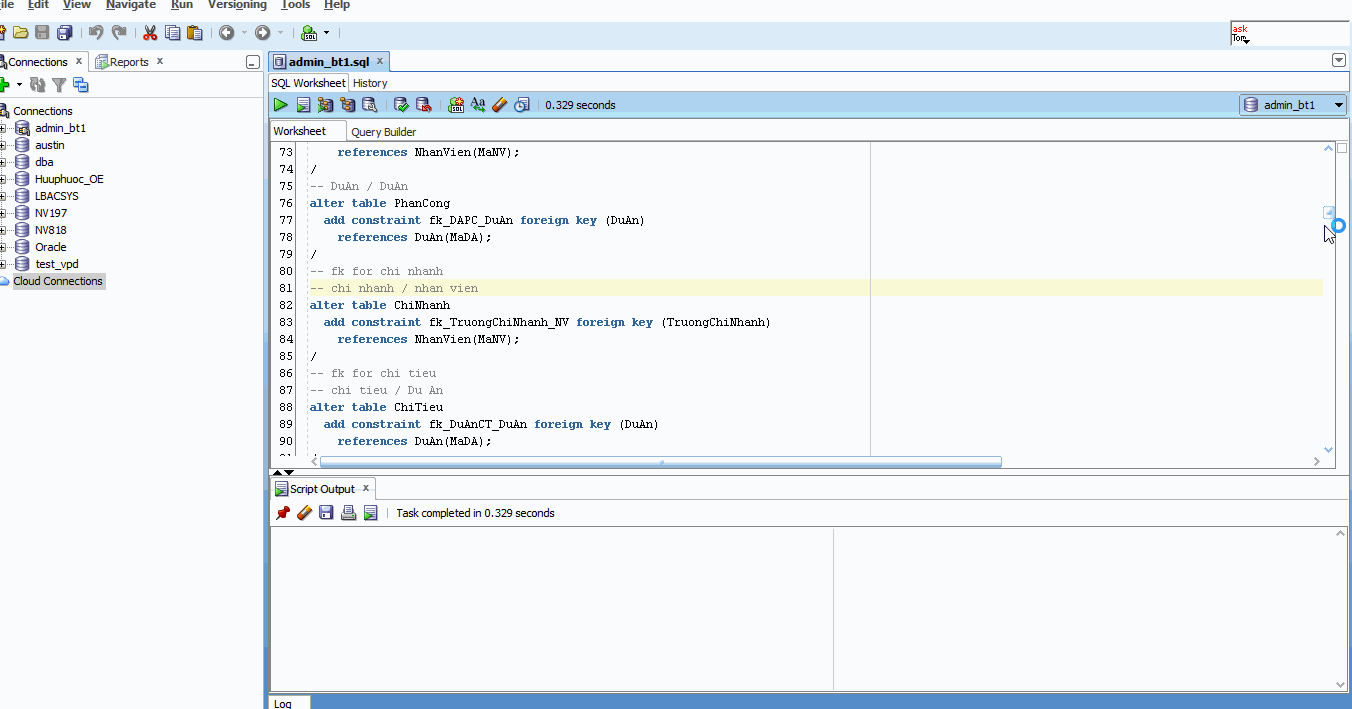 ile Edit View Navigate Run Versioning Tools Help
ask
Tom
Connections
Reports
admin_bt1.sql
SQL Worksheet History
0.329 seconds
admin_bt1
Worksheet
Query Builder
Connections
admin_bt1
austin
dba
Huuphuoc_OE
LBACSYS
NV197
NV818
Oracle
test_vpd
Cloud Connections
73 references NhanVien(MaNV);
74 /
75 -- DuAn / DuAn
76 alter table PhanCong
77 add constraint fk_DAPC_DuAn foreign key (DuAn)
78 references DuAn(MaDA);
79 /
80 -- fk for chi nhanh
81 -- chi nhanh / nhan vien
82 alter table ChiNhanh
83 add constraint fk_TruongChiNhanh_NV foreign key (TruongChiNhanh)
84 references NhanVien(MaNV);
85 /
86 -- fk for chi tieu
87 -- chi tieu / Du An
88 alter table ChiTieu
89 add constraint fk_DuAnCT_DuAn foreign key (DuAn)
90 references DuAn(MaDA);
Script Output
Task completed in 0.329 seconds
Log